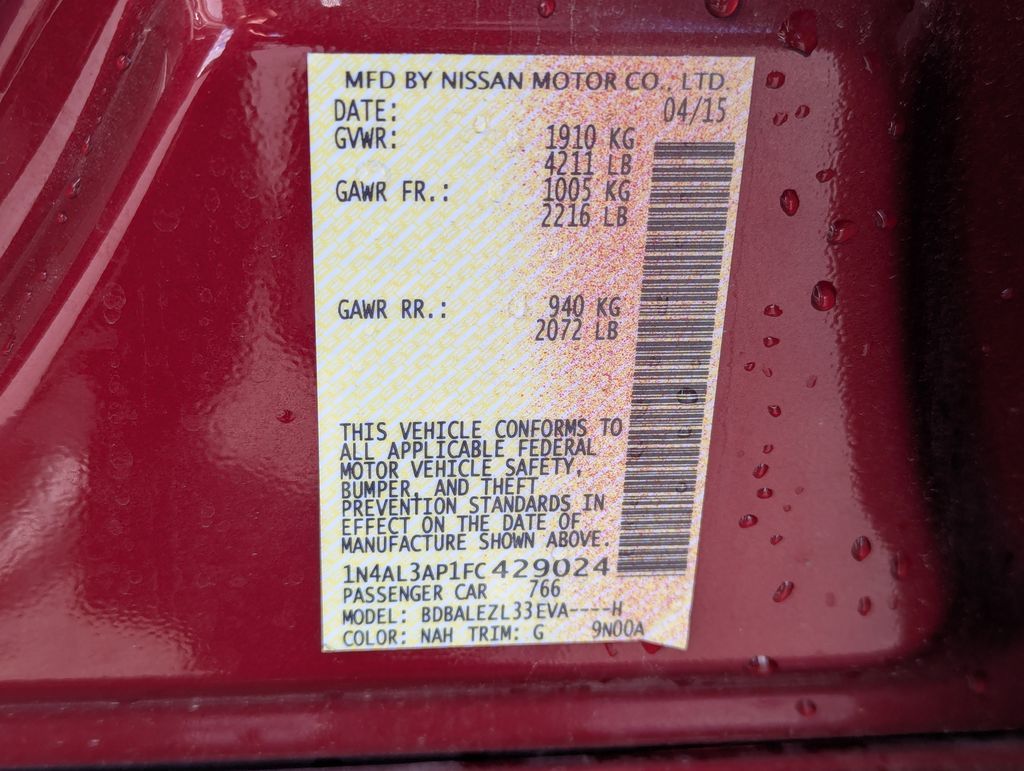 MFD BY NISSAN MOTOR CO., LTD.
DATE: 04/15
GVWR: 1910 KG
4211 LB
GAWR FR.: 1005 KG
2216 LB
GAWR RR.: 940 KG
2072 LB
THIS VEHICLE CONFORMS TO
ALL APPLICABLE FEDERAL
MOTOR VEHICLE SAFETY,
BUMPER, AND THEFT
PREVENTION STANDARDS IN
EFFECT ON THE DATE OF
MANUFACTURE SHOWN ABOVE.
1N4AL3AP1FC 429024
PASSENGER CAR 766
MODEL: BDBALEZL33EVA----H
COLOR: NAH TRIM: G 9N00A